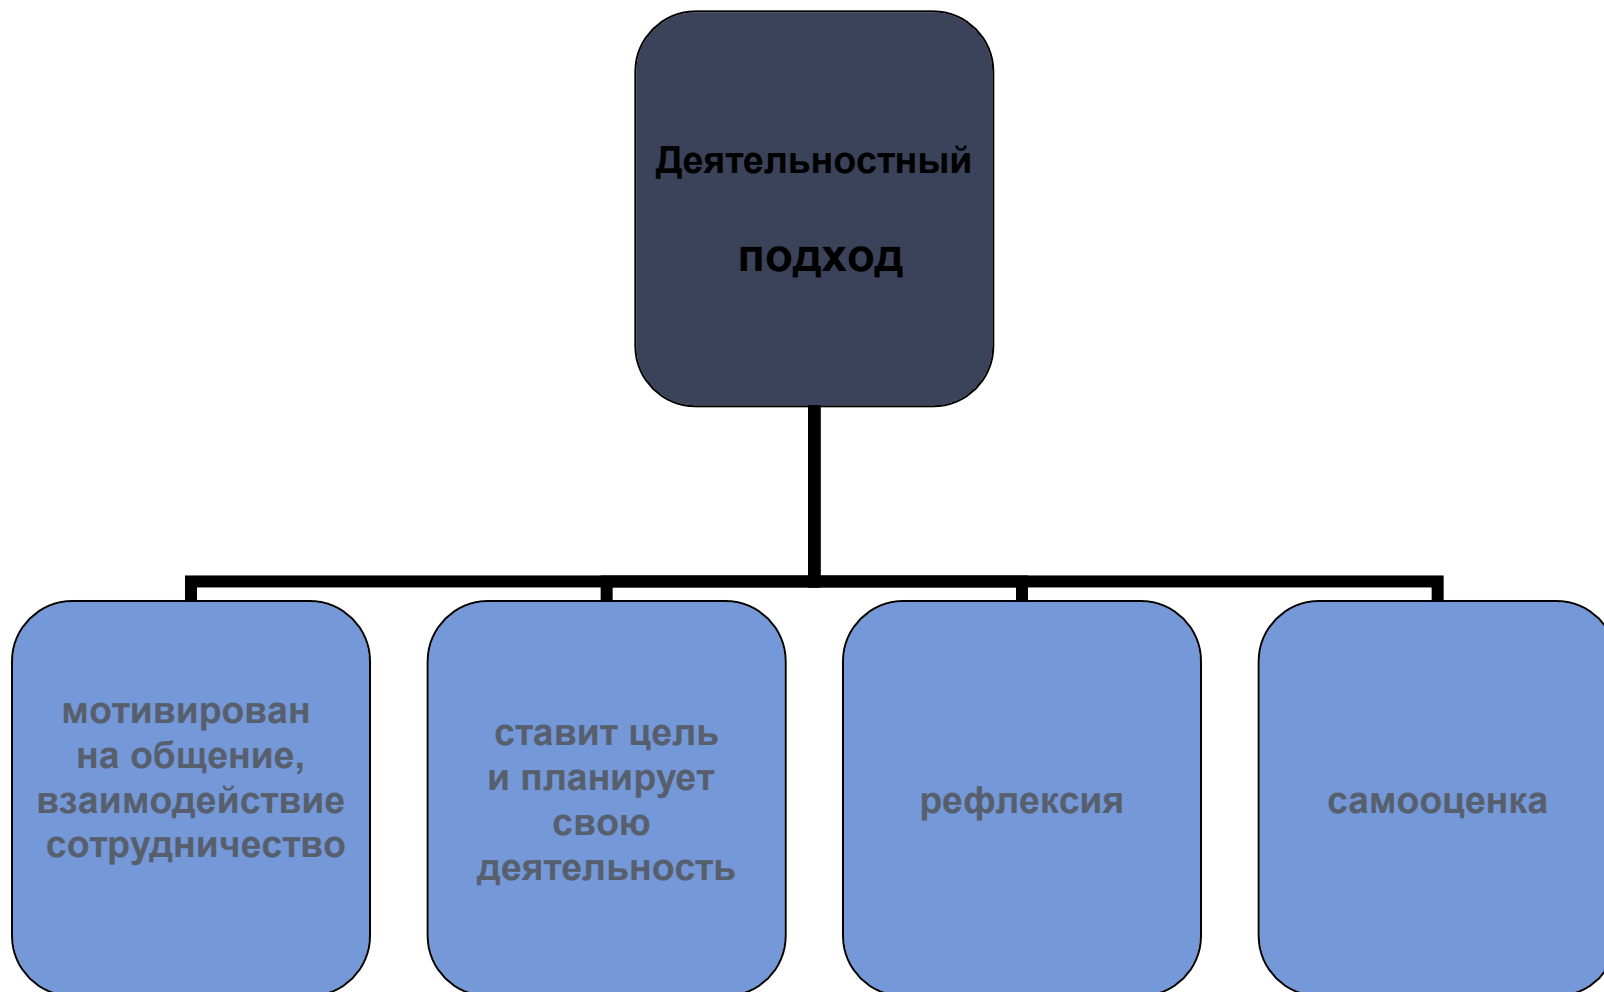 Деятельностный
подход
мотивирован
на общение,
взаимодействие
сотрудничество
ставит цель
и планирует
свою
деятельность
рефлексия
самооценка